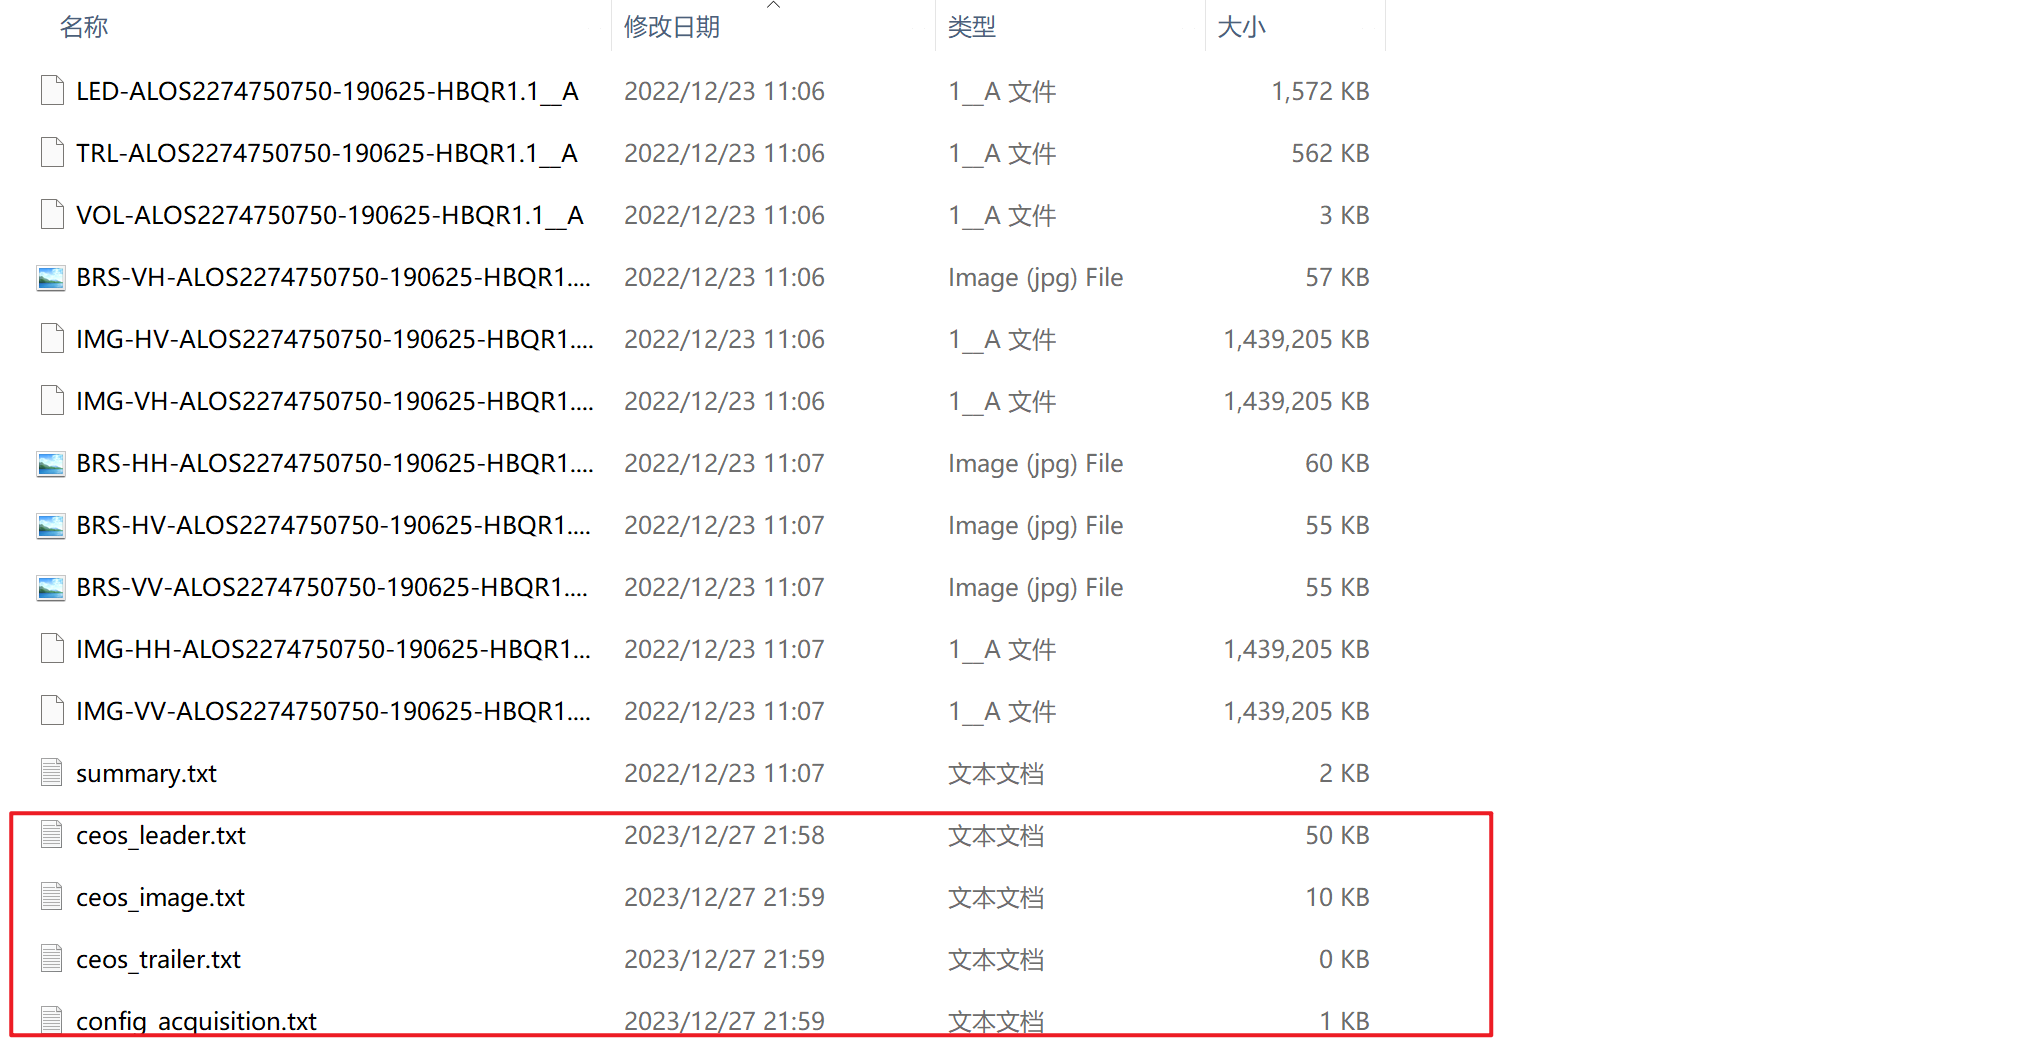 名称 修改日期 类型 大小
LED-ALOS2274750750-190625-HBQR1.1__A 2022/12/23 11:06 1__A 文件 1,572 KB
TRL-ALOS2274750750-190625-HBQR1.1__A 2022/12/23 11:06 1__A 文件 562 KB
VOL-ALOS2274750750-190625-HBQR1.1__A 2022/12/23 11:06 1__A 文件 3 KB
BRS-VH-ALOS2274750750-190625-HBQR1.... 2022/12/23 11:06 Image (jpg) File 57 KB
IMG-HV-ALOS2274750750-190625-HBQR1.... 2022/12/23 11:06 1__A 文件 1,439,205 KB
IMG-VH-ALOS2274750750-190625-HBQR1.... 2022/12/23 11:06 1__A 文件 1,439,205 KB
BRS-HH-ALOS2274750750-190625-HBQR1.... 2022/12/23 11:07 Image (jpg) File 60 KB
BRS-HV-ALOS2274750750-190625-HBQR1.... 2022/12/23 11:07 Image (jpg) File 55 KB
BRS-VV-ALOS2274750750-190625-HBQR1.... 2022/12/23 11:07 Image (jpg) File 55 KB
IMG-HH-ALOS2274750750-190625-HBQR1... 2022/12/23 11:07 1__A 文件 1,439,205 KB
IMG-VV-ALOS2274750750-190625-HBQR1.... 2022/12/23 11:07 1__A 文件 1,439,205 KB
summary.txt 2022/12/23 11:07 文本文档 2 KB
ceos_leader.txt 2023/12/27 21:58 文本文档 50 KB
ceos_image.txt 2023/12/27 21:59 文本文档 10 KB
ceos_trailer.txt 2023/12/27 21:59 文本文档 0 KB
config_acquisition.txt 2023/12/27 21:59 文本文档 1 KB